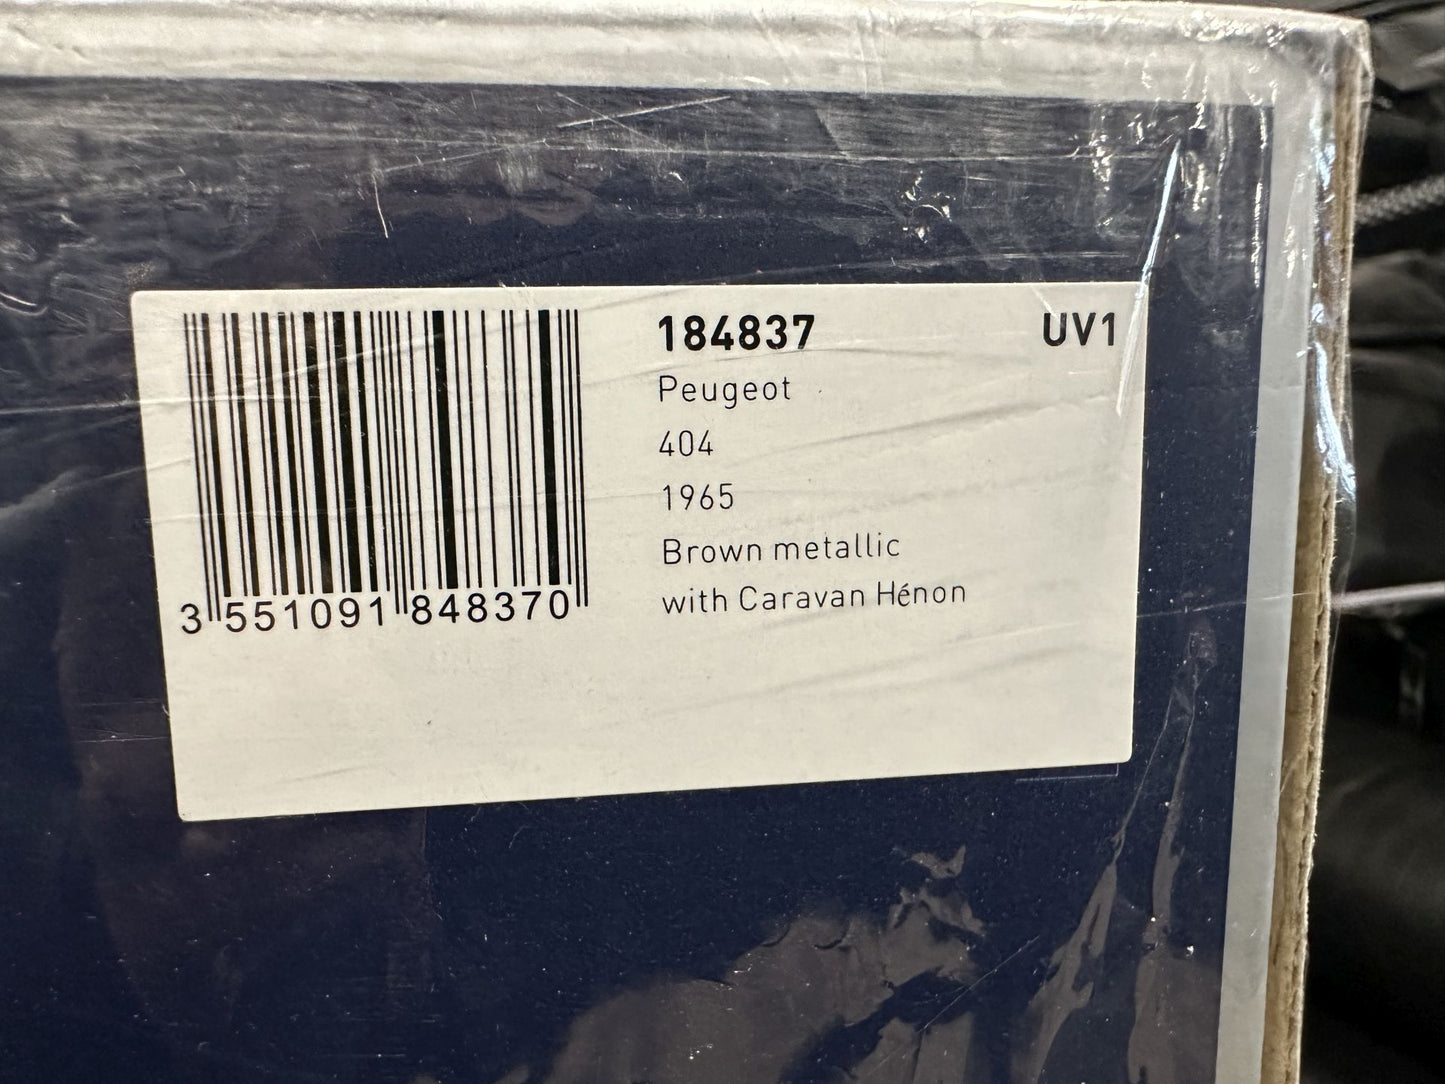 184837 UV1
Peugeot
404
1965
Brown metallic
with Caravan Hénon
3 551091 848370